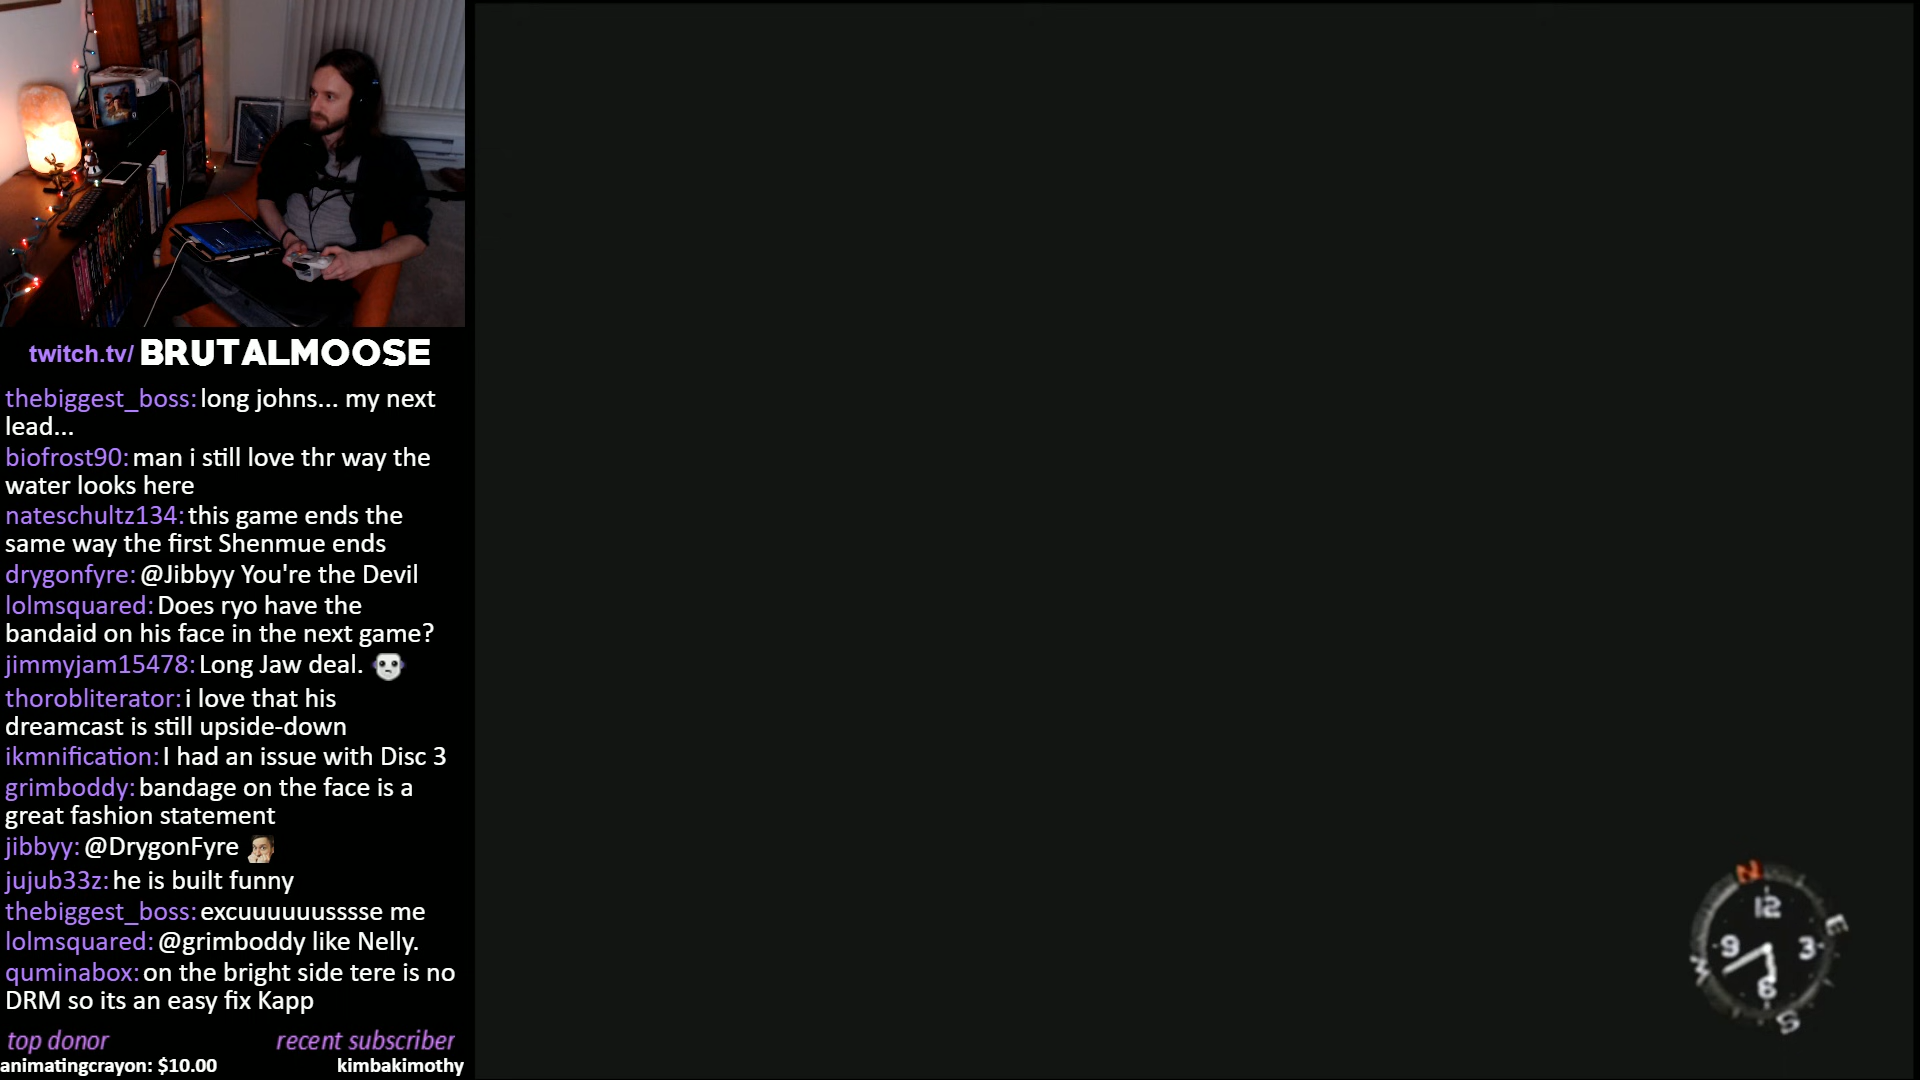 twitch.tv/ BRUTALMOOSE
thebiggest_boss: long johns... my next
lead...
biofrost90: man i still love thr way the
water looks here
nateschultz134: this game ends the
same way the first Shenmue ends
drygonfyre: @Jibbyy You're the Devil
lolmsquared: Does ryo have the
bandaid on his face in the next game?
jimmyjam15478: Long Jaw deal.
thorobliterator: i love that his
dreamcast is still upside-down
ikmnification: I had an issue with Disc 3
grimboddy: bandage on the face is a
great fashion statement
jibbyy: @DrygonFyre
jujub33z: he is built funny
thebiggest_boss: excuuuuuusssse me
lolmsquared: @grimboddy like Nelly.
quminabox: on the bright side tere is no
DRM so its an easy fix Kapp
top donor recent subscriber
animatingcrayon: $10.00 kimbakimothy
N
12
E
9 3
W
6
S